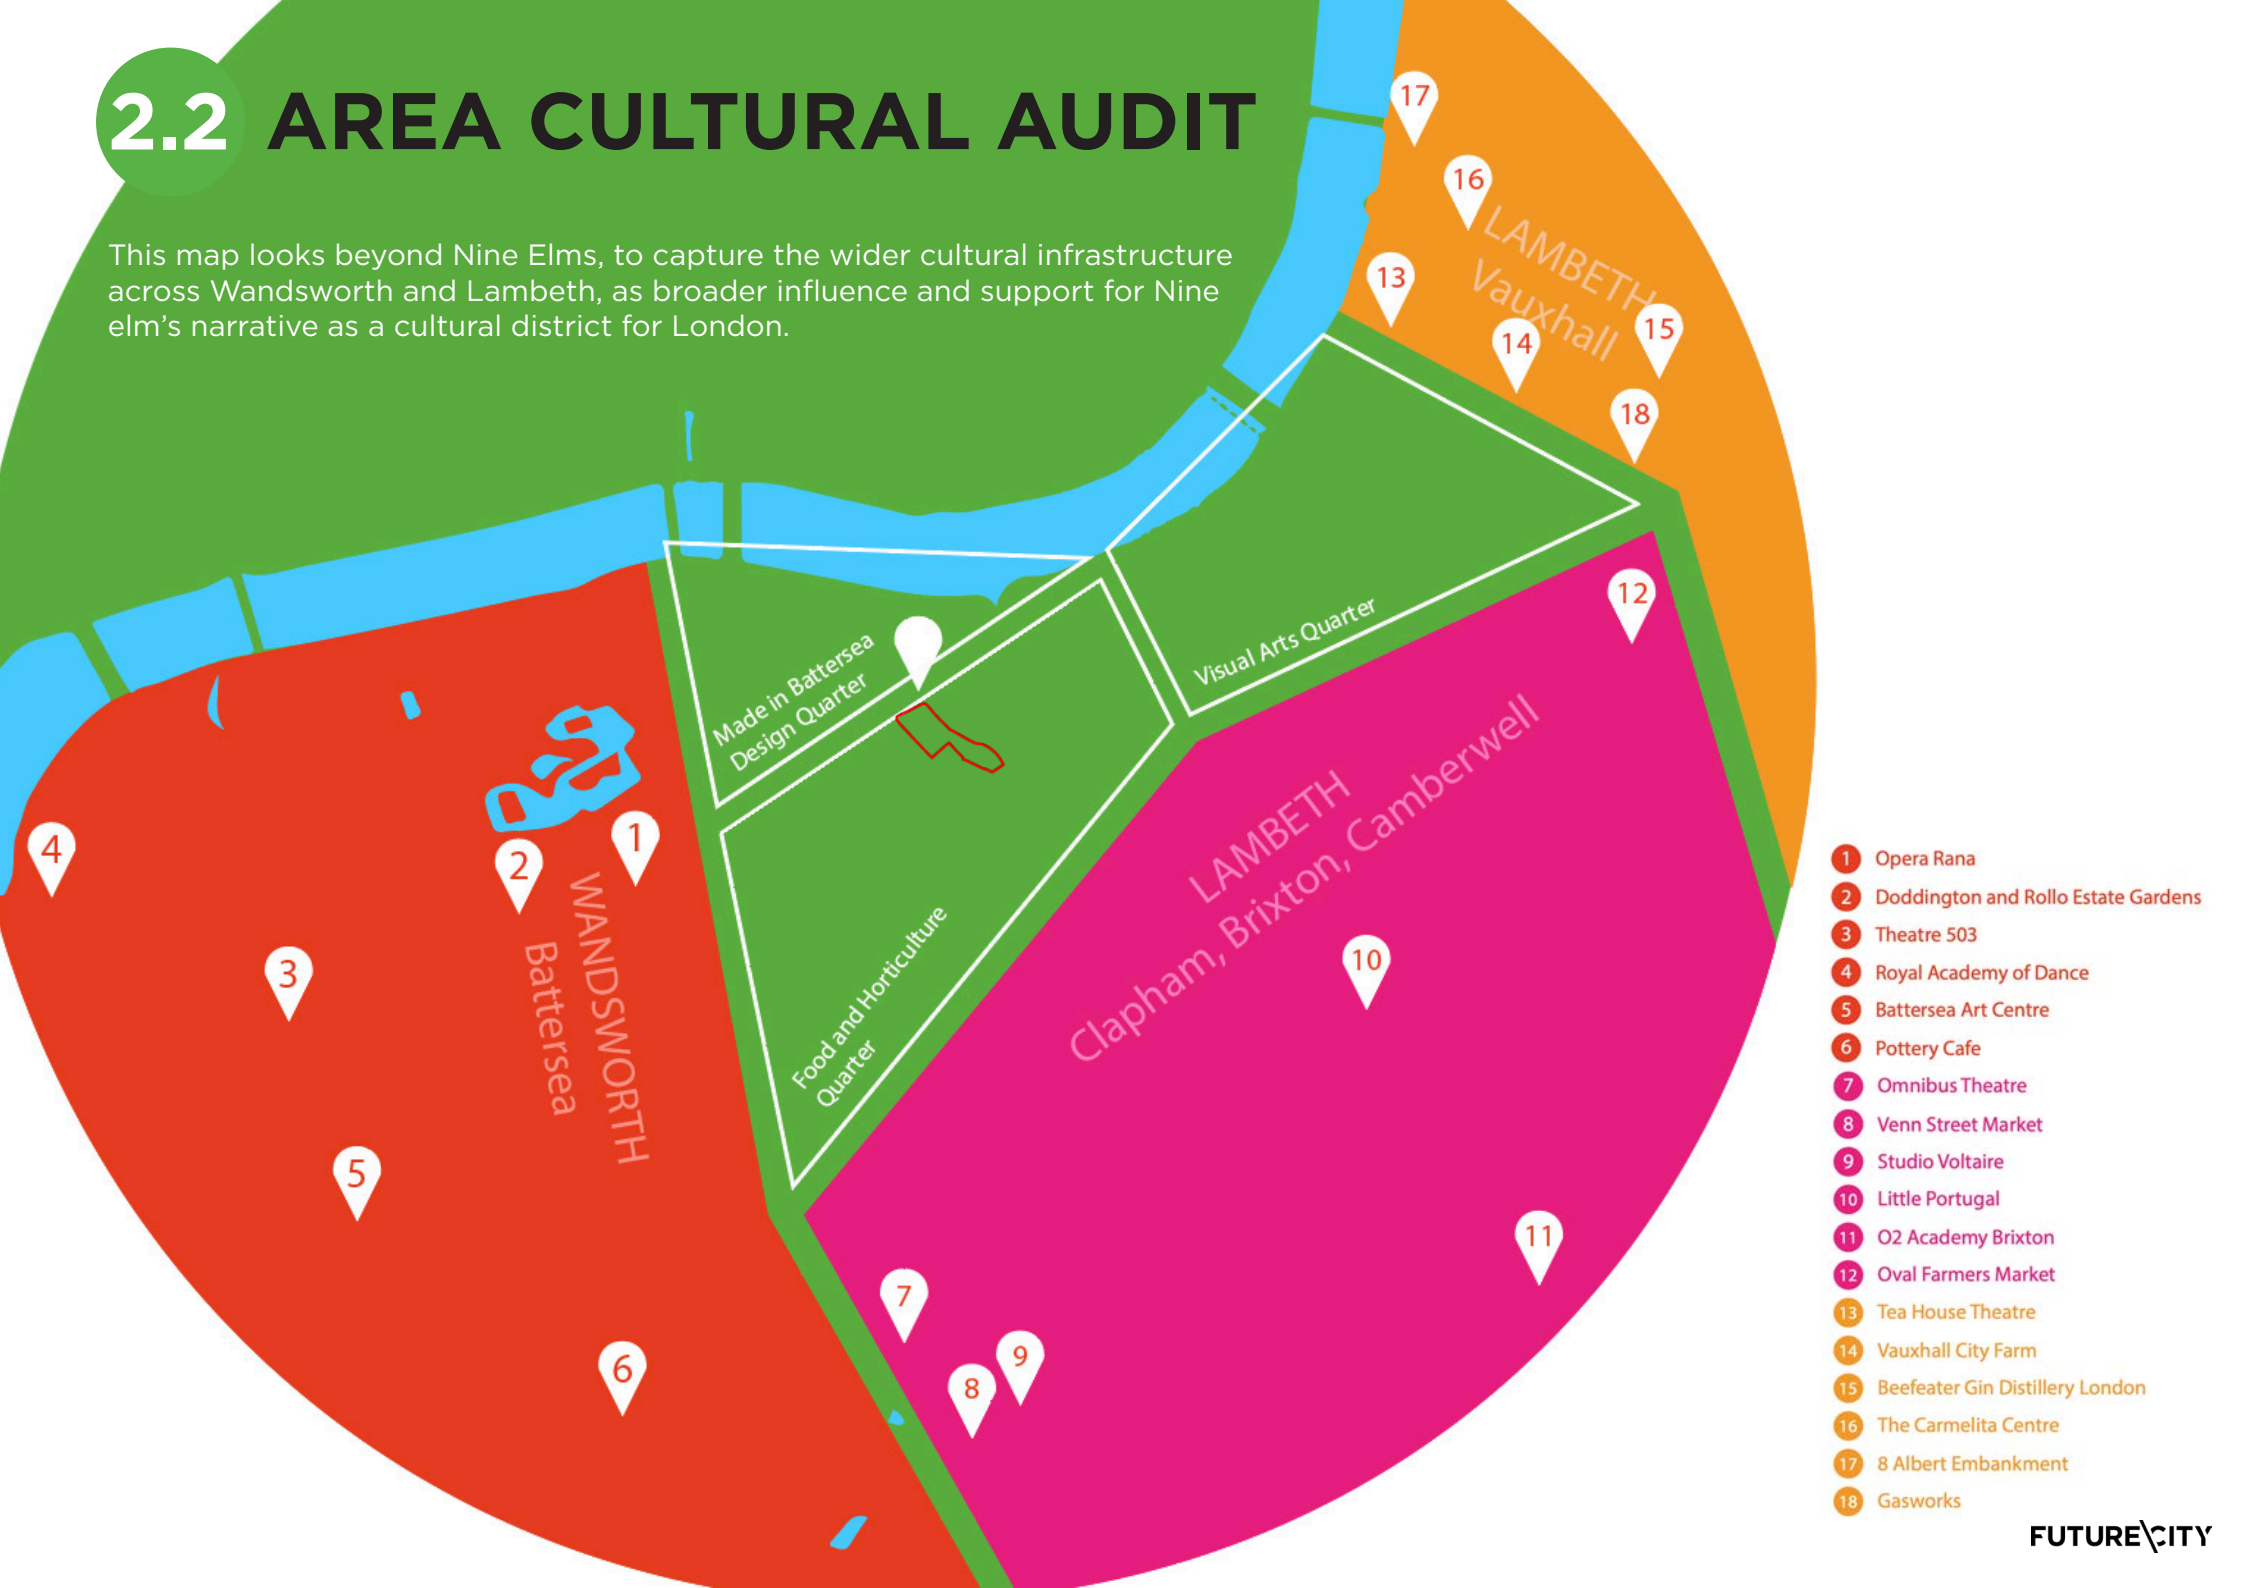 2.2 AREA CULTURAL AUDIT
This map looks beyond Nine Elms, to capture the wider cultural infrastructure
across Wandsworth and Lambeth, as broader influence and support for Nine
elm's narrative as a cultural district for London.
17
16
LAMBETH
Vauxhall
13
14
15
18
12
Visual Arts Quarter
Made in Battersea
Design Quarter
Food and Horticulture
Quarter
LAMBETH
Clapham, Brixton, Camberwell
WANDSWORTH
Battersea
4
2
1
3
5
6
10
11
7
9
8
1 Opera Rana
2 Doddington and Rollo Estate Gardens
3 Theatre 503
4 Royal Academy of Dance
5 Battersea Art Centre
6 Pottery Cafe
7 Omnibus Theatre
8 Venn Street Market
9 Studio Voltaire
10 Little Portugal
11 O2 Academy Brixton
12 Oval Farmers Market
13 Tea House Theatre
14 Vauxhall City Farm
15 Beefeater Gin Distillery London
16 The Carmelita Centre
17 8 Albert Embankment
18 Gasworks
FUTURE\CITY